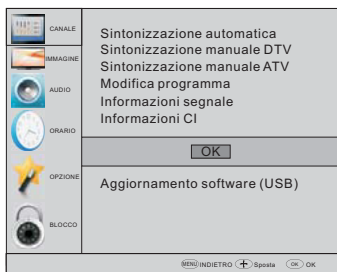 CANALE
IMMAGINE
AUDIO
ORARIO
OPZIONE
BLOCCO
Sintonizzazione automatica
Sintonizzazione manuale DTV
Sintonizzazione manuale ATV
Modifica programma
Informazioni segnale
Informazioni CI
OK
Aggiornamento software (USB)
MENU INDIETRO Sposta OK OK